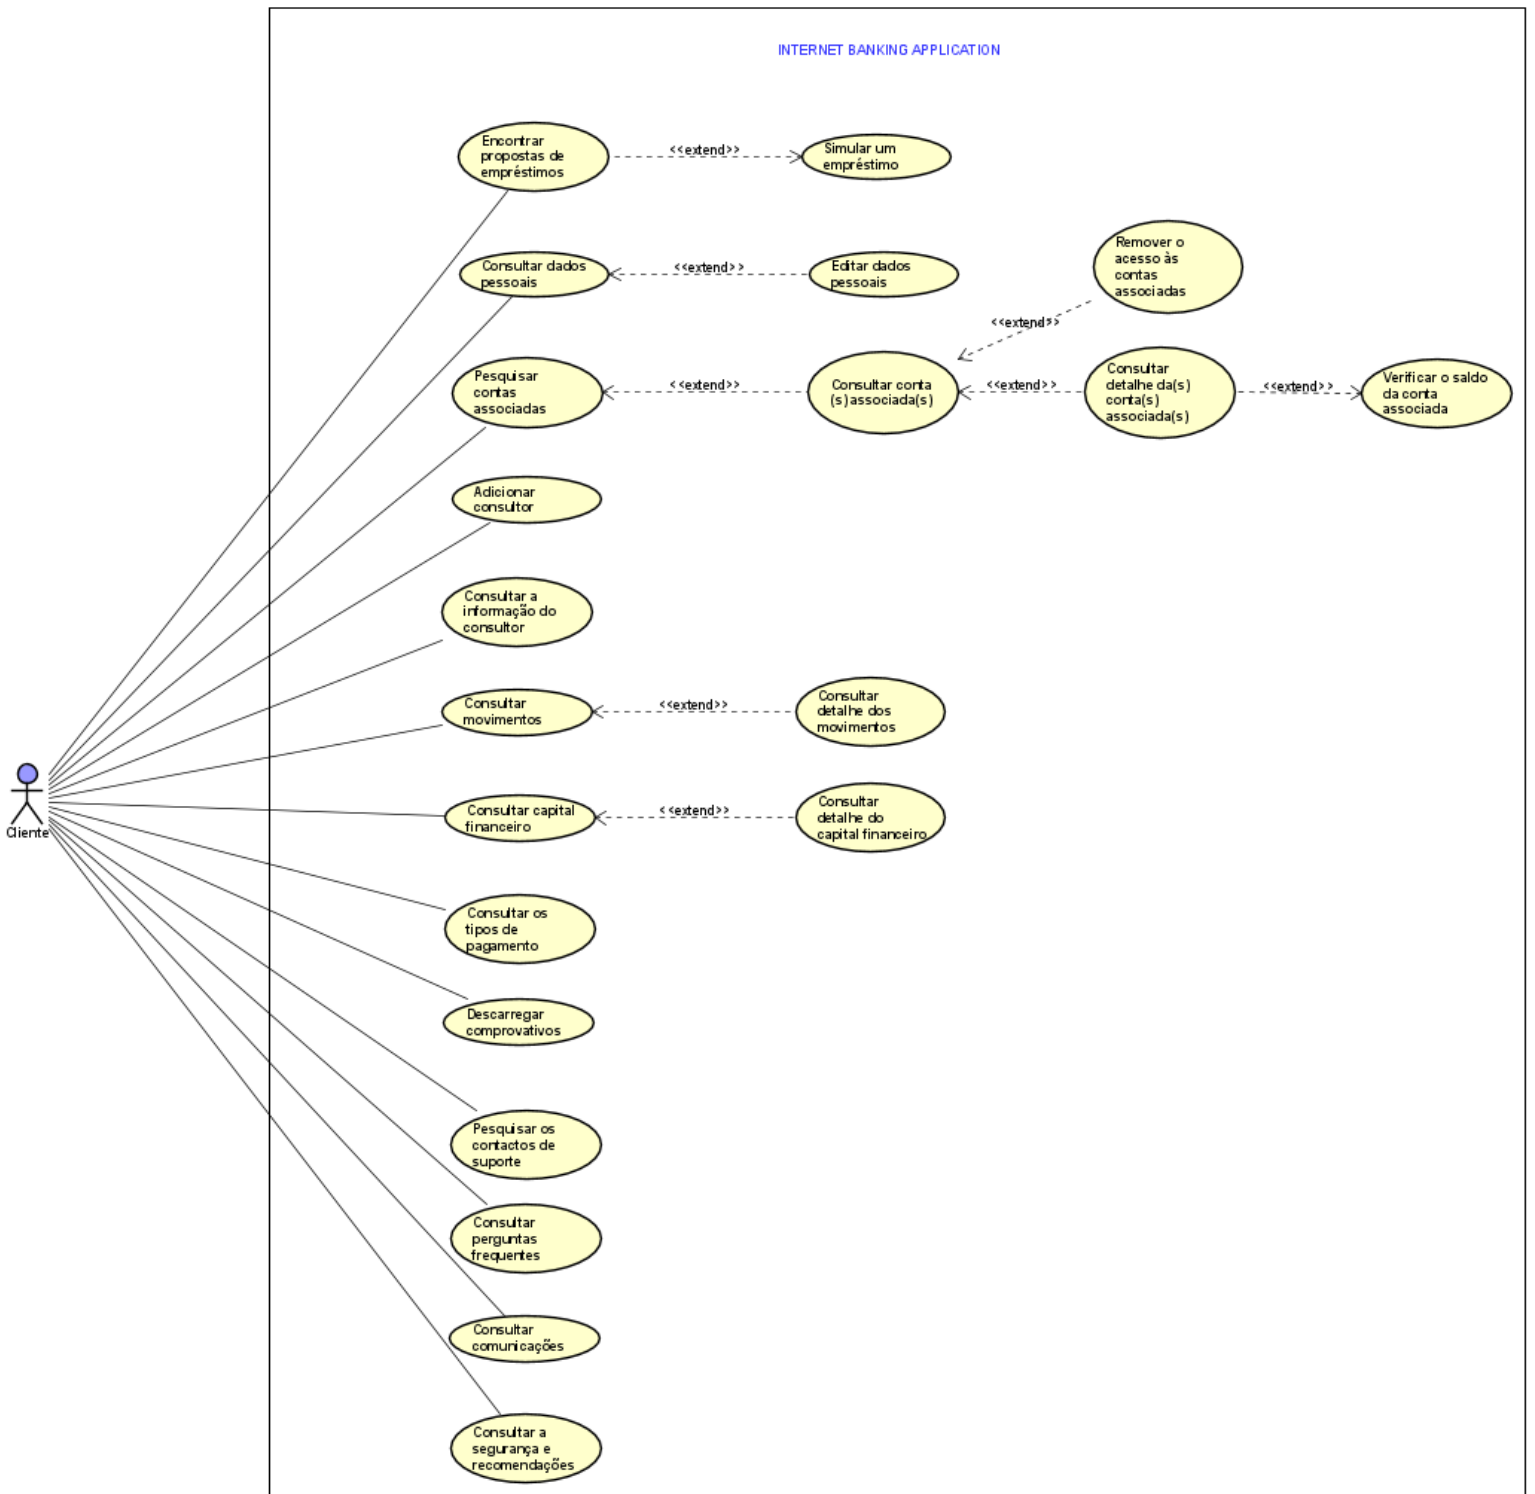 INTERNET BANKING APPLICATION
Encontrar
propostas de
empréstimos
<<extend>>
Simular um
empréstimo
Consultar dados
pessoais
<<extend>>
Editar dados
pessoais
Remover o
acesso às
contas
associadas
<<extend>>
Pesquisar
contas
associadas
<<extend>>
Consultar conta
(s)associada(s)
<<extend>>
Consultar
detalhe da(s)
conta(s)
associada(s)
<<extend>>
Verificar o saldo
da conta
associada
Adicionar
consultor
Consultar a
informação do
consultor
Consultar
movimentos
<<extend>>
Consultar
detalhe dos
movimentos
Cliente
Consultar capital
financeiro
<<extend>>
Consultar
detalhe do
capital financeiro
Consultar os
tipos de
pagamento
Descarregar
comprovativos
Pesquisar os
contactos de
suporte
Consultar
perguntas
frequentes
Consultar
comunicações
Consultar a
segurança e
recomendações